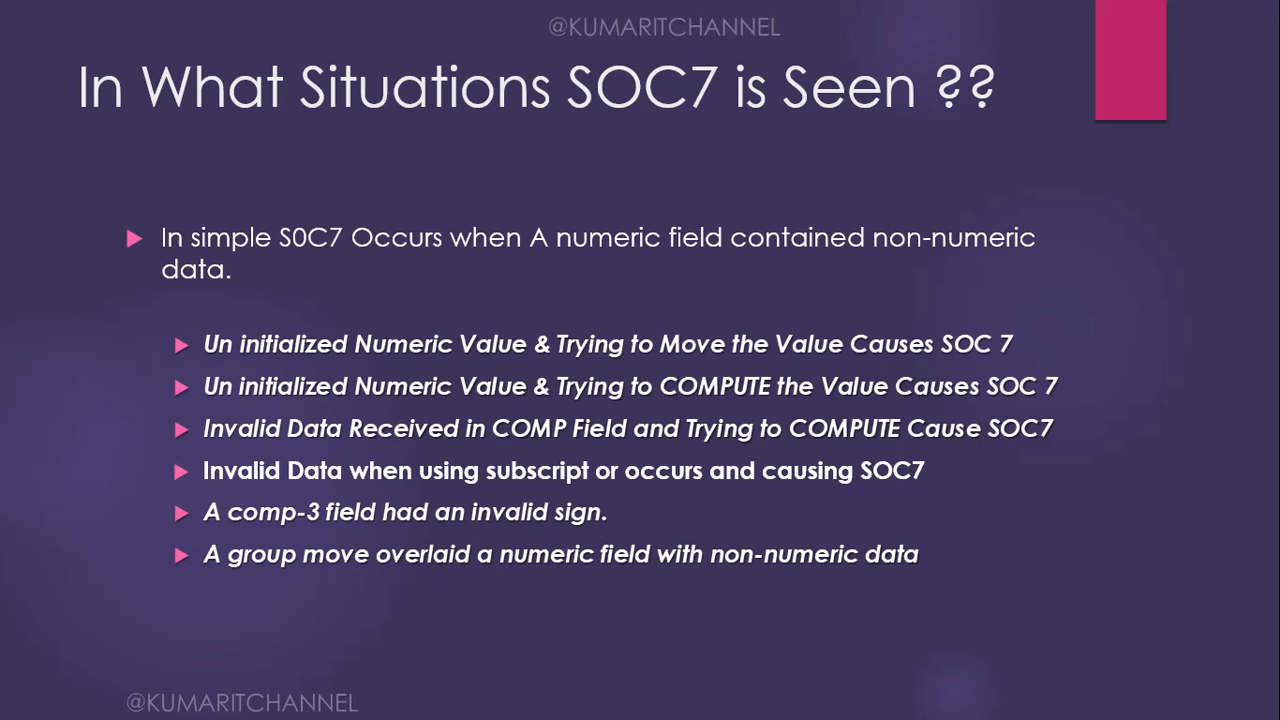 @KUMARITCHANNEL
In What Situations SOC7 is Seen ??
In simple S0C7 Occurs when A numeric field contained non-numeric
data.
Un initialized Numeric Value & Trying to Move the Value Causes SOC 7
Un initialized Numeric Value & Trying to COMPUTE the Value Causes SOC 7
Invalid Data Received in COMP Field and Trying to COMPUTE Cause SOC7
Invalid Data when using subscript or occurs and causing SOC7
A comp-3 field had an invalid sign.
A group move overlaid a numeric field with non-numeric data
@KUMARITCHANNEL